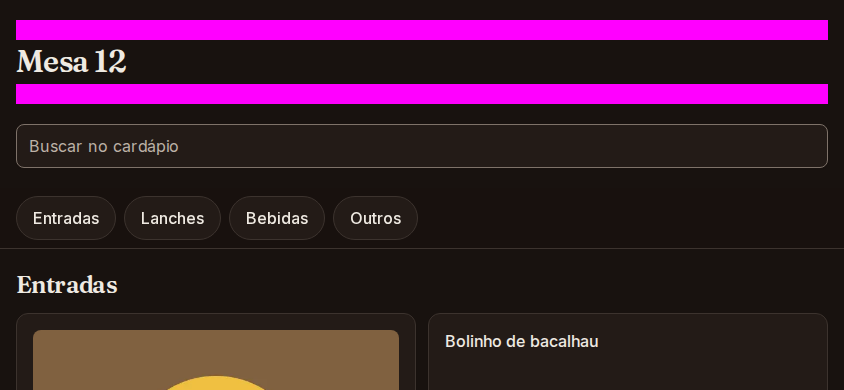 Mesa 12
Buscar no cardápio
Entradas
Lanches
Bebidas
Outros
Entradas
Bolinho de bacalhau